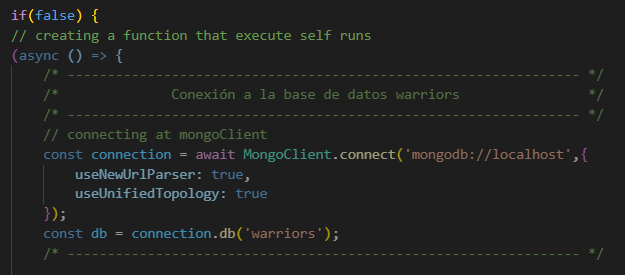 if(false) {
// creating a function that execute self runs
(async () => {
/* ---------------------------------------------------------------- */
/*              Conexión a la base de datos warriors                */
/* ---------------------------------------------------------------- */
// connecting at mongoClient
const connection = await MongoClient.connect('mongodb://localhost',{
useNewUrlParser: true,
useUnifiedTopology: true
});
const db = connection.db('warriors');
/* ---------------------------------------------------------------- */